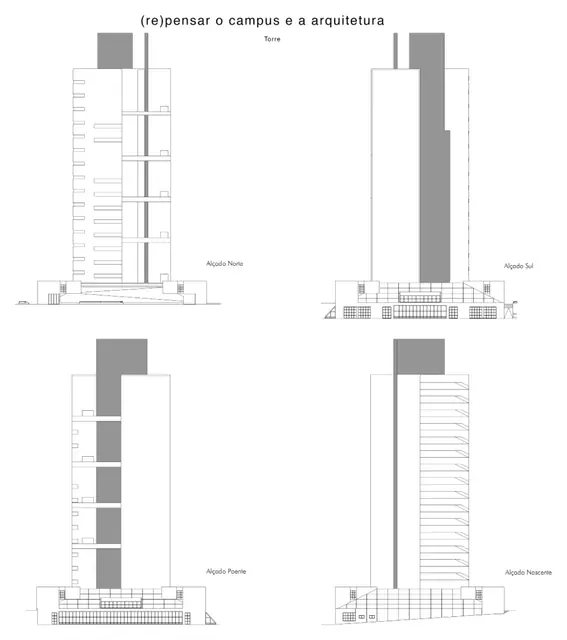 (re)pensar o campus e a arquitetura
Torre
Alçado Norte
Alçado Sul
Alçado Poente
Alçado Nascente